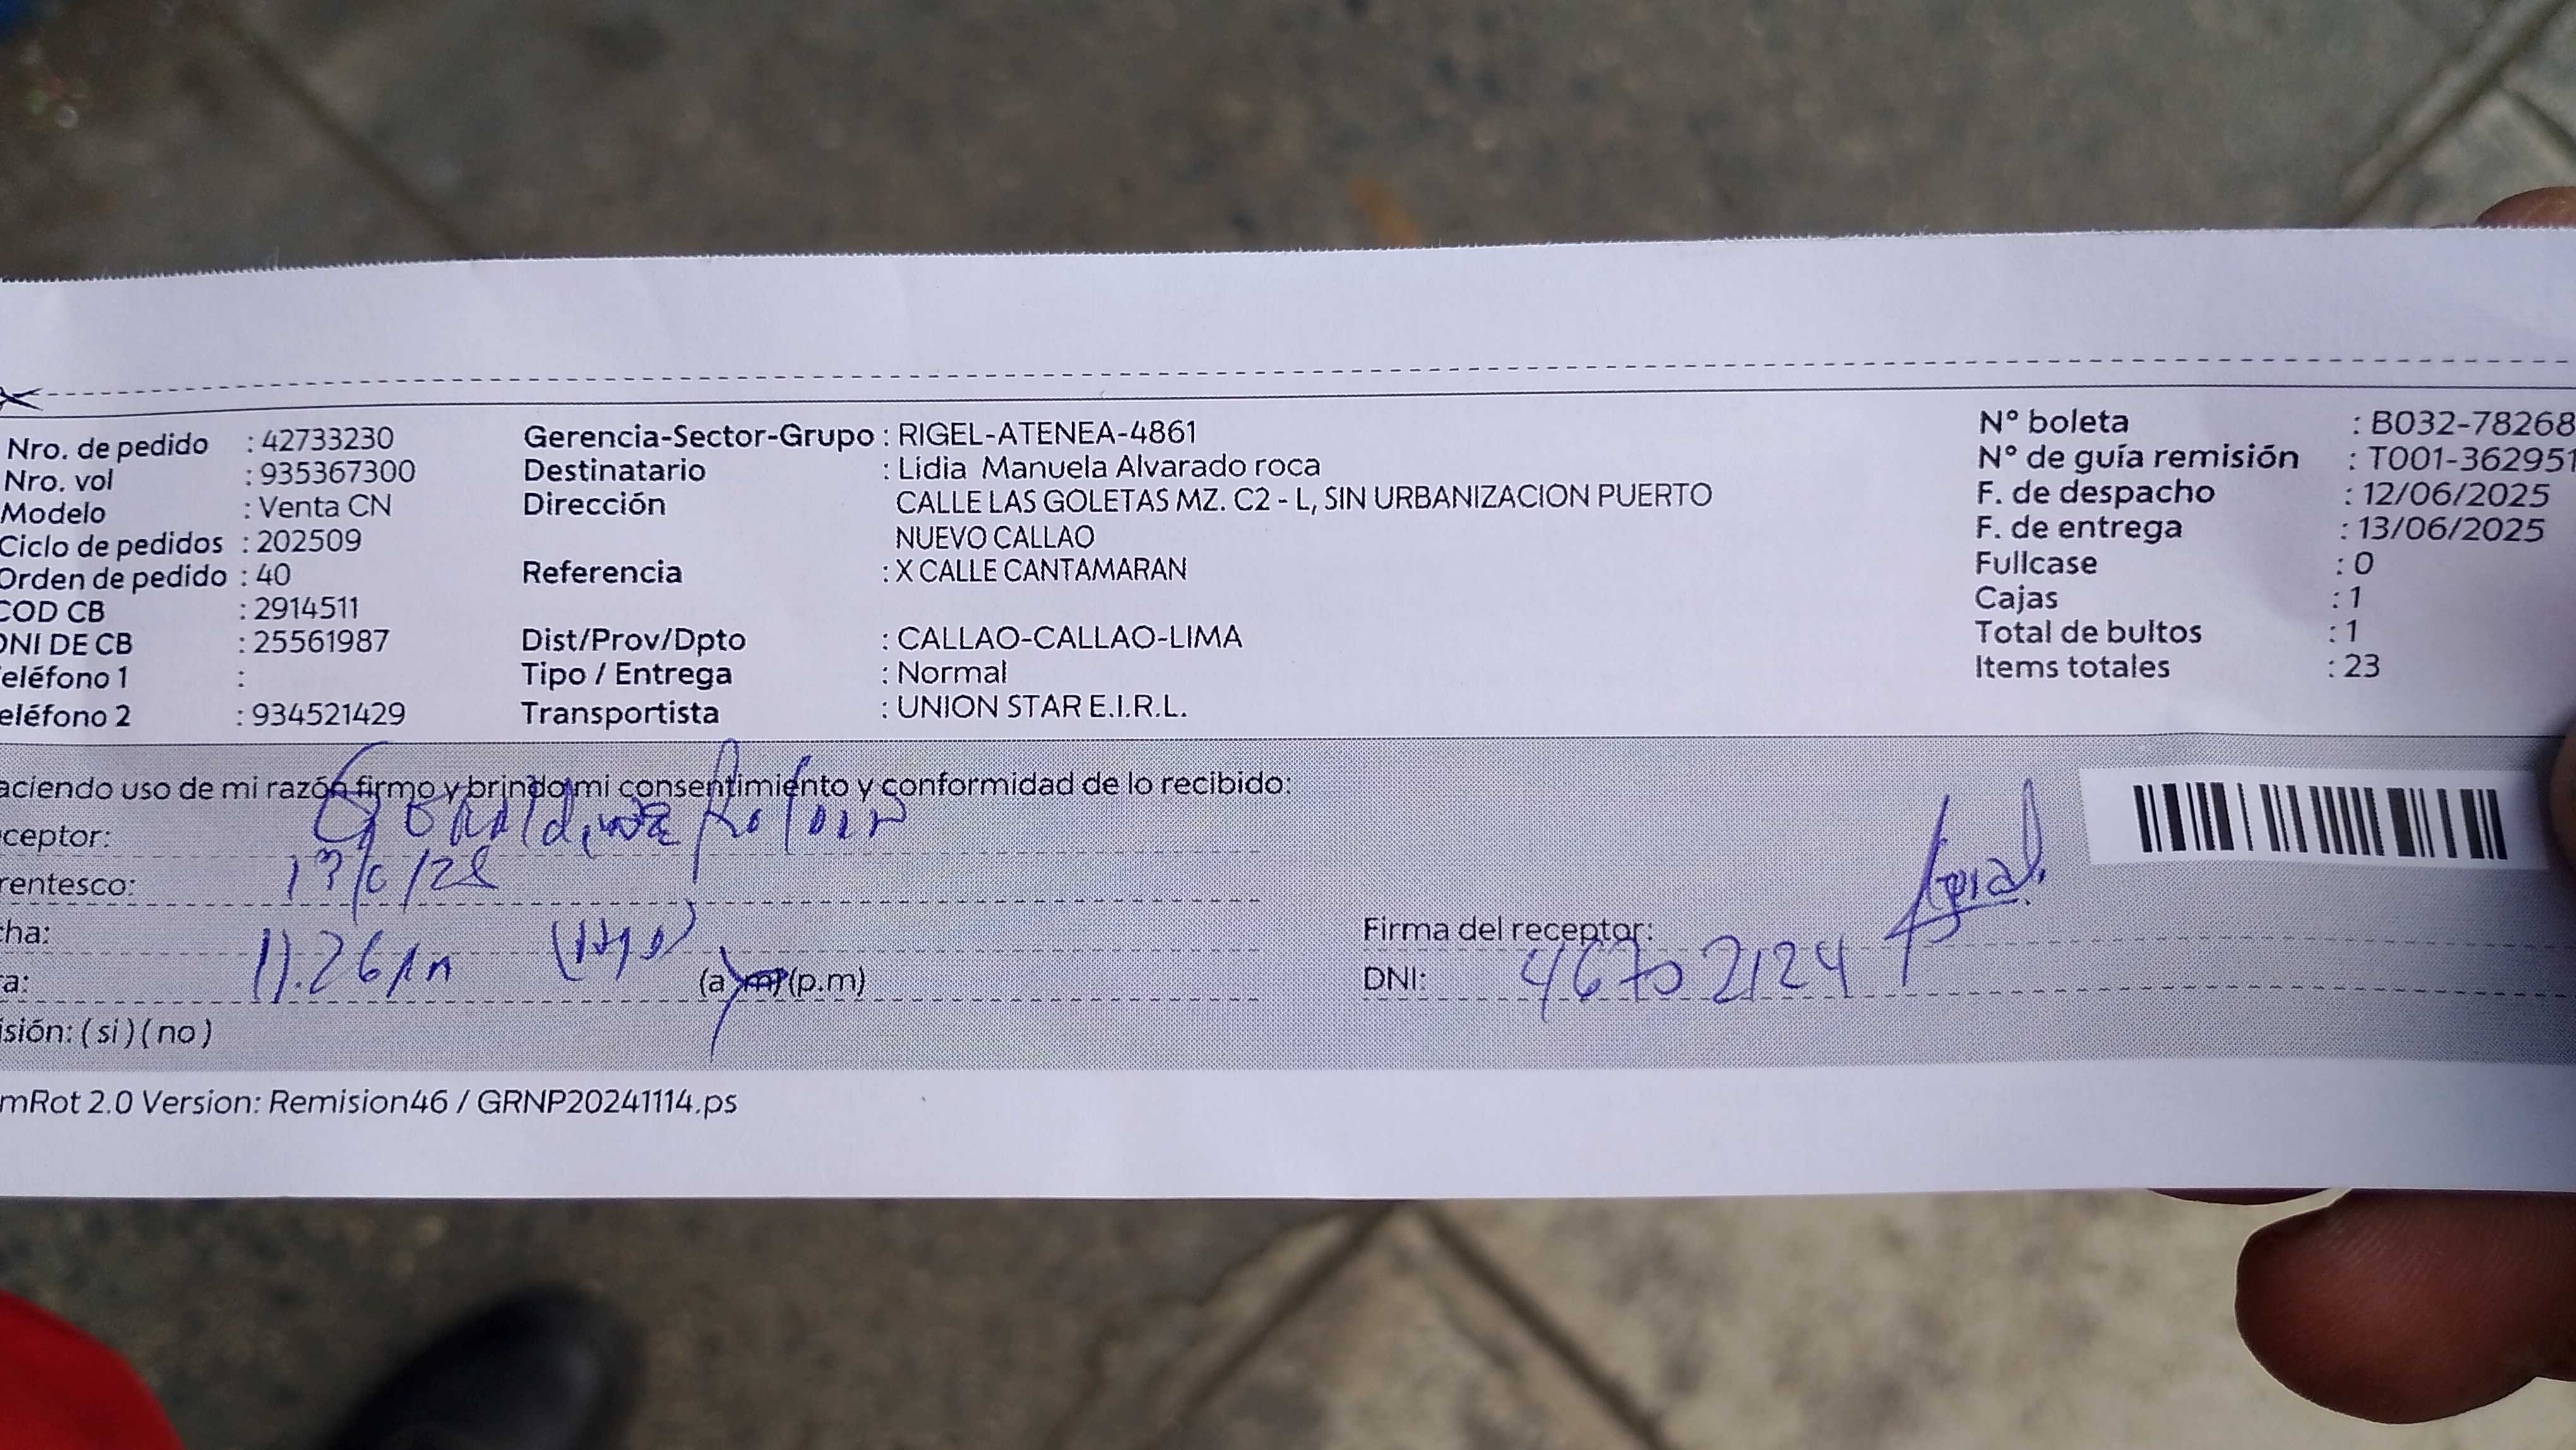 Nro. de pedido : 42733230 Gerencia-Sector-Grupo : RIGEL-ATENEA-4861 N° boleta : B032-78268
Nro. vol : 935367300 Destinatario : Lidia Manuela Alvarado roca N° de guía remisión : T001-362951
Modelo : Venta CN Dirección CALLE LAS GOLETAS MZ. C2 - L, SIN URBANIZACION PUERTO F. de despacho : 12/06/2025
Ciclo de pedidos : 202509 NUEVO CALLAO F. de entrega : 13/06/2025
Orden de pedido : 40 Referencia : X CALLE CANTAMARAN Fullcase : 0
COD CB : 2914511 Cajas : 1
DNI DE CB : 25561987 Dist/Prov/Dpto : CALLAO-CALLAO-LIMA Total de bultos : 1
eléfono 1 : Tipo / Entrega : Normal Items totales : 23
eléfono 2 : 934521429 Transportista : UNION STAR E.I.R.L.
aciendo uso de mi razón firmo y brindo mi consentimiento y conformidad de lo recibido:
ceptor:
rentesco:
cha: Firma del receptor:
a: 11.26 (a.m) (p.m) DNI: 46702124
isión: ( si ) ( no )
mRot 2.0 Version: Remision46 / GRNP20241114.ps